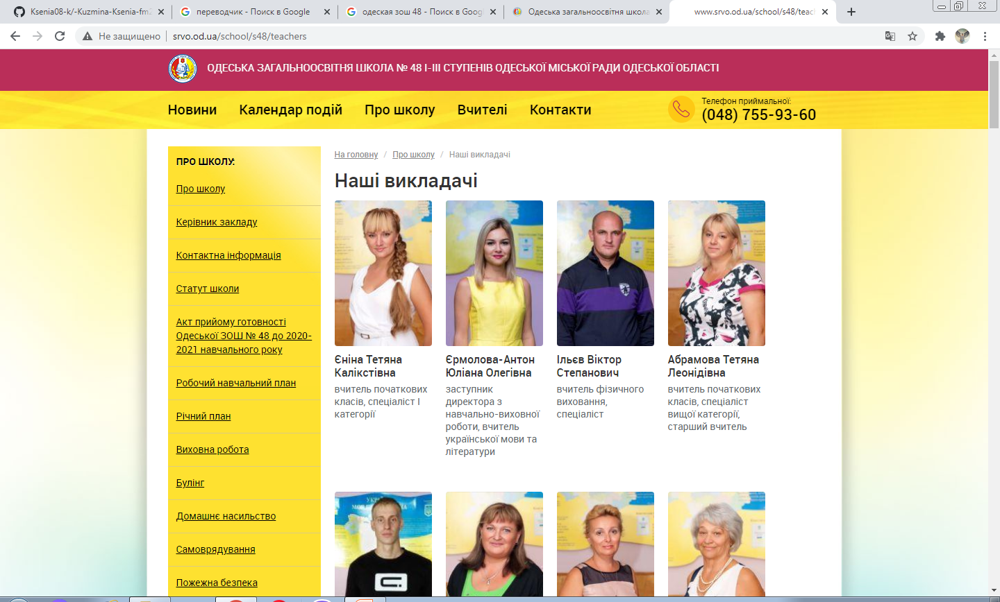 Ksenia08-k/-Kuzmina-Ksenia-fm2
переводчик - Поиск в Google
одеская зош 48 - Поиск в Goog
Одеська загальноосвітня школа
www.srvo.od.ua/school/s48/teac
Не защищено
srvo.od.ua/school/s48/teachers
ОДЕСЬКА ЗАГАЛЬНООСВІТНЯ ШКОЛА № 48 І-ІІІ СТУПЕНІВ ОДЕСЬКОЇ МІСЬКОЇ РАДИ ОДЕСЬКОЇ ОБЛАСТІ
Новини
Календар подій
Про школу
Вчителі
Контакти
Телефон приймальної:
(048) 755-93-60
ПРО ШКОЛУ:
Про школу
Керівник закладу
Контактна інформація
Статут школи
Акт прийому готовності
Одеської ЗОШ № 48 до 2020-
2021 навчального року
Робочий навчальний план
Річний план
Виховна робота
Булінг
Домашнє насильство
Самоврядування
Пожежна безпека
На головну / Про школу / Наші викладачі
Наші викладачі
Єніна Тетяна
Калікстівна
вчитель початкових
класів, спеціаліст І
категорії
Єрмолова-Антон
Юліана Олегівна
заступник
директора з
навчально-виховної
роботи, вчитель
української мови та
літератури
Ільєв Віктор
Степанович
вчитель фізичного
виховання,
спеціаліст
Абрамова Тетяна
Леонідівна
вчитель початкових
класів, спеціаліст
вищої категорії,
старший вчитель